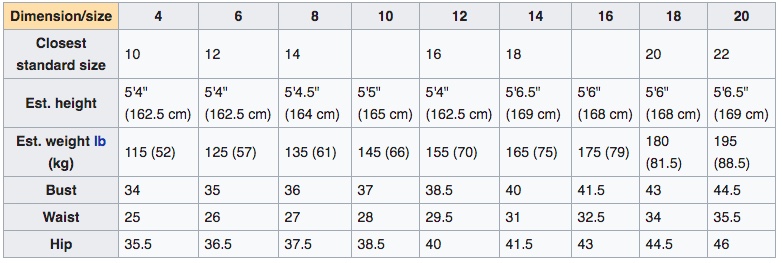 Dimension/size 4 6 8 10 12 14 16 18 20
Closest standard size 10 12 14 16 18 20 22
Est. height 5'4" (162.5 cm) 5'4" (162.5 cm) 5'4.5" (164 cm) 5'5" (165 cm) 5'4" (162.5 cm) 5'6.5" (169 cm) 5'6" (168 cm) 5'6" (168 cm) 5'6.5" (169 cm)
Est. weight lb (kg) 115 (52) 125 (57) 135 (61) 145 (66) 155 (70) 165 (75) 175 (79) 180 (81.5) 195 (88.5)
Bust 34 35 36 37 38.5 40 41.5 43 44.5
Waist 25 26 27 28 29.5 31 32.5 34 35.5
Hip 35.5 36.5 37.5 38.5 40 41.5 43 44.5 46